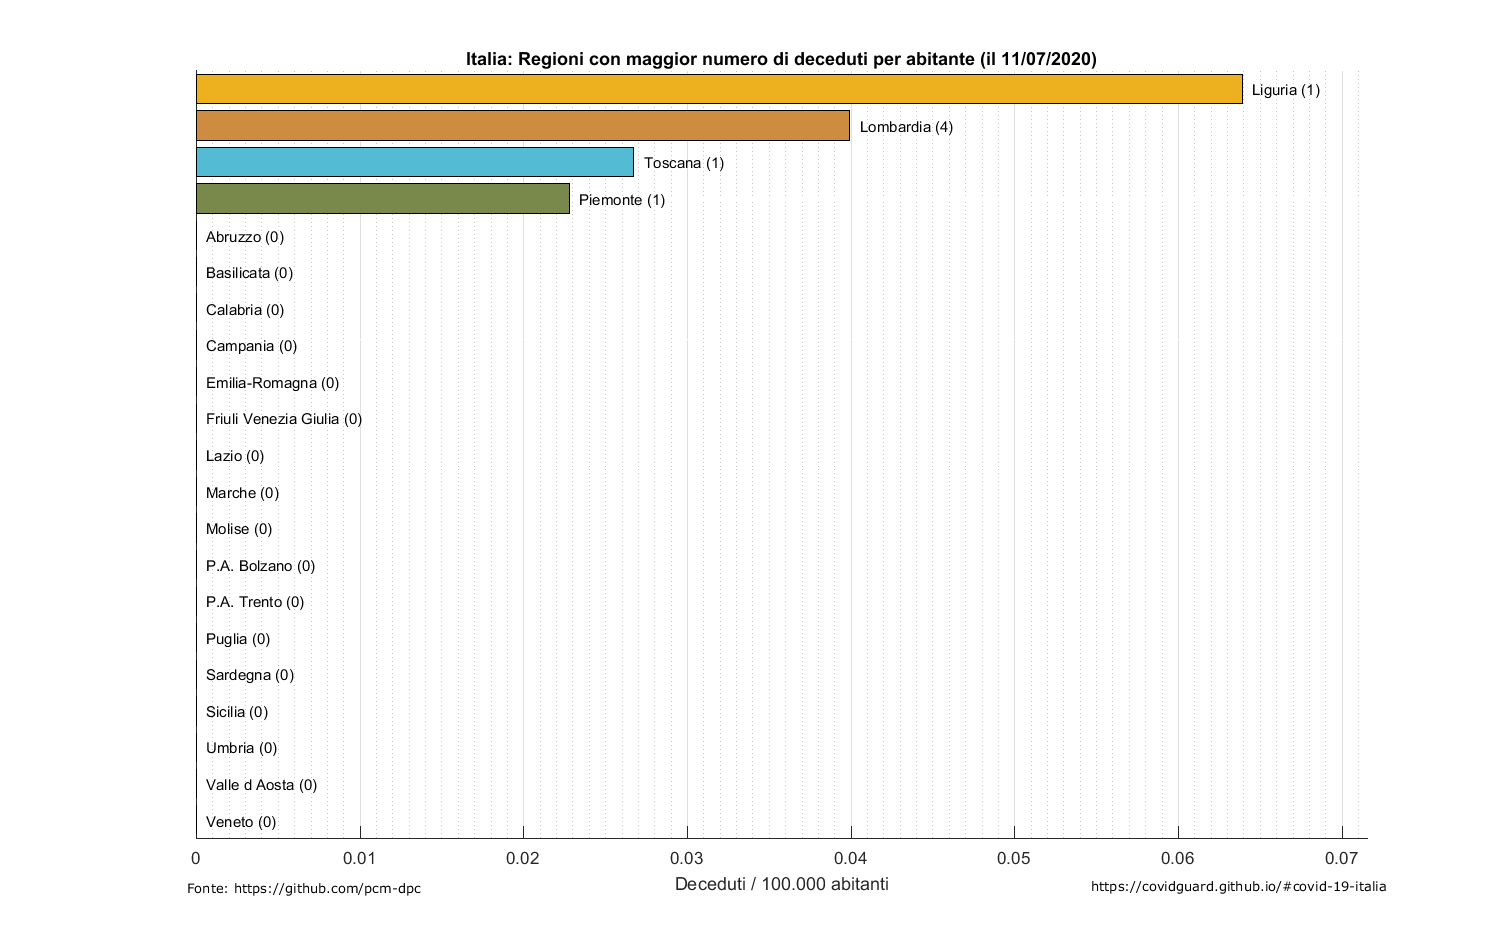 Italia: Regioni con maggior numero di deceduti per abitante (il 11/07/2020)
Liguria (1)
Lombardia (4)
Toscana (1)
Piemonte (1)
Abruzzo (0)
Basilicata (0)
Calabria (0)
Campania (0)
Emilia-Romagna (0)
Friuli Venezia Giulia (0)
Lazio (0)
Marche (0)
Molise (0)
P.A. Bolzano (0)
P.A. Trento (0)
Puglia (0)
Sardegna (0)
Sicilia (0)
Umbria (0)
Valle d Aosta (0)
Veneto (0)
0 0.01 0.02 0.03 0.04 0.05 0.06 0.07
Deceduti / 100.000 abitanti
Fonte: https://github.com/pcm-dpc
https://covidguard.github.io/#covid-19-italia